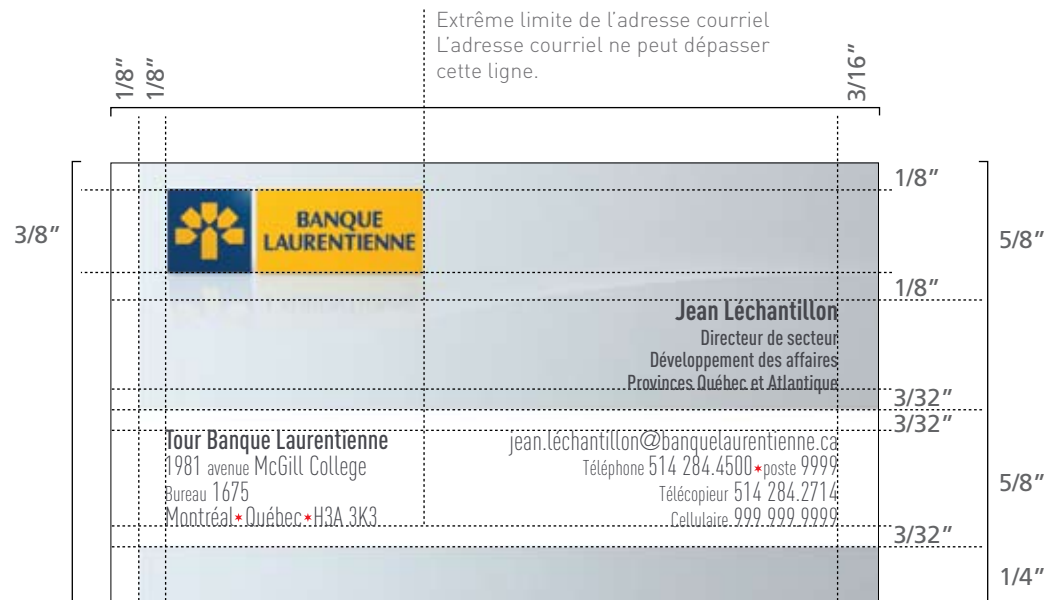 Extrême limite de l’adresse courriel
L’adresse courriel ne peut dépasser
cette ligne.
1/8”
1/8”
3/16”
3/8”
BANQUE
LAURENTIENNE
1/8”
5/8”
1/8”
Jean Léchantillon
Directeur de secteur
Développement des affaires
Provinces Québec et Atlantique
3/32”
3/32”
Tour Banque Laurentienne
1981 avenue McGill College
Bureau 1675
Montréal✶Québec✶H3A 3K3
jean.léchantillon@banquelaurentienne.ca
Téléphone 514 284.4500✶poste 9999
Télécopieur 514 284.2714
Cellulaire 999 999 9999
5/8”
3/32”
1/4”